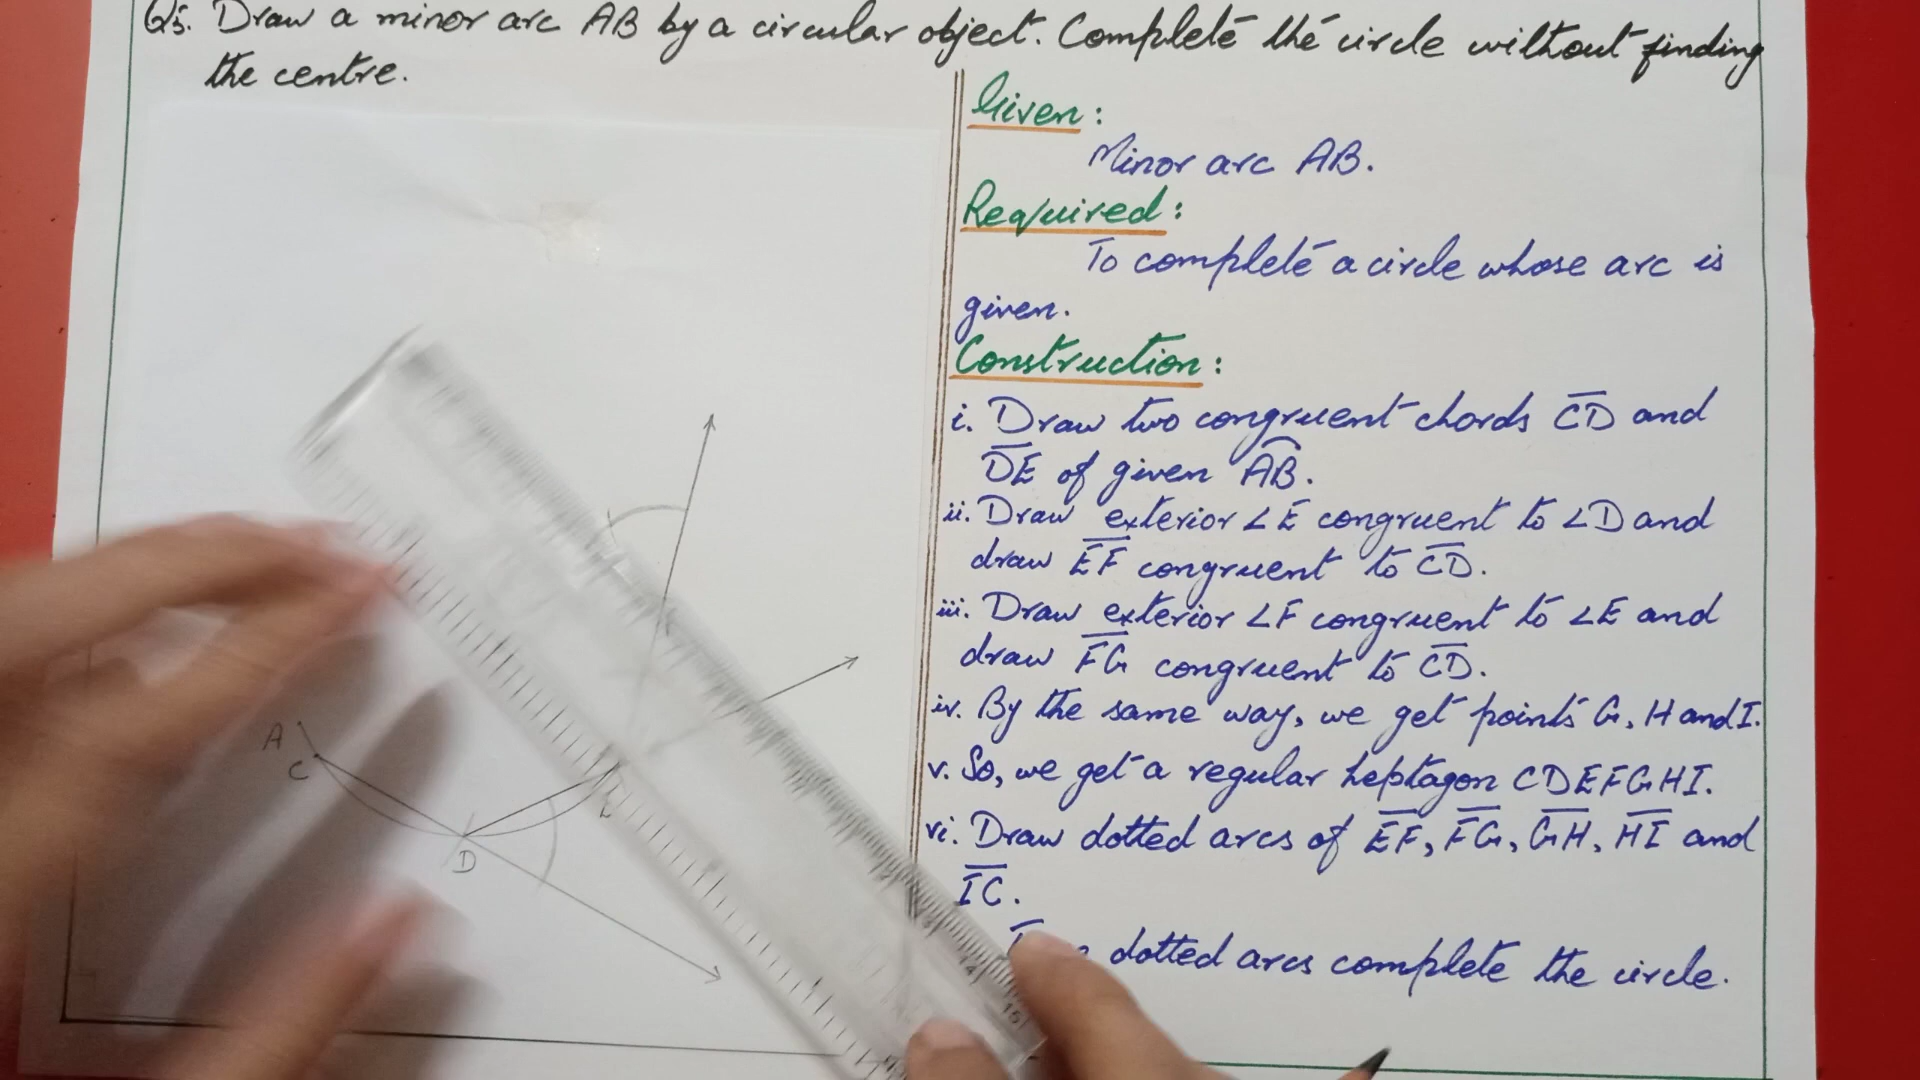 Q5. Draw a minor arc AB by a circular object. Complete the circle without finding
the centre.
Given:
Minor arc AB.
Required:
To complete a circle whose arc is
given.
Construction:
i. Draw two congruent chords CD and
DE of given AB.
ii. Draw exterior ∠E congruent to ∠D and
draw EF congruent to CD.
iii. Draw exterior ∠F congruent to ∠E and
draw FG congruent to CD.
iv. By the same way, we get points G, H and I.
v. So, we get a regular heptagon CDEFGHI.
vi. Draw dotted arcs of EF, FG, GH, HI and
IC.
dotted arcs complete the circle.
A
C
D
14
15